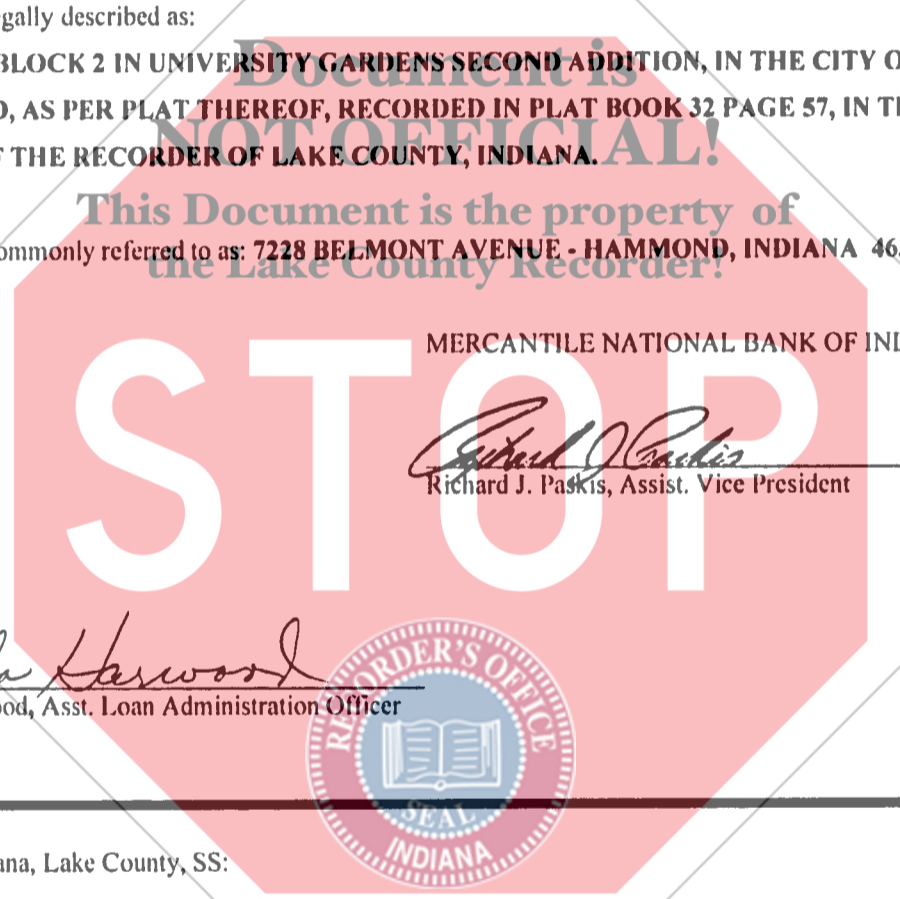 gally described as:
BLOCK 2 IN UNIVERSITY GARDENS SECOND ADDITION, IN THE CITY O
D, AS PER PLAT THEREOF, RECORDED IN PLAT BOOK 32 PAGE 57, IN TH
F THE RECORDER OF LAKE COUNTY, INDIANA.
Document is
NOT OFFICIAL!
This Document is the property of
the Lake County Recorder!
ommonly referred to as: 7228 BELMONT AVENUE - HAMMOND, INDIANA 46
MERCANTILE NATIONAL BANK OF IND
STOP
Richard J. Paskis
Richard J. Paskis, Assist. Vice President
a Harwood
ood, Asst. Loan Administration Officer
RECORDER'S OFFICE
SEAL
INDIANA
ana, Lake County, SS: